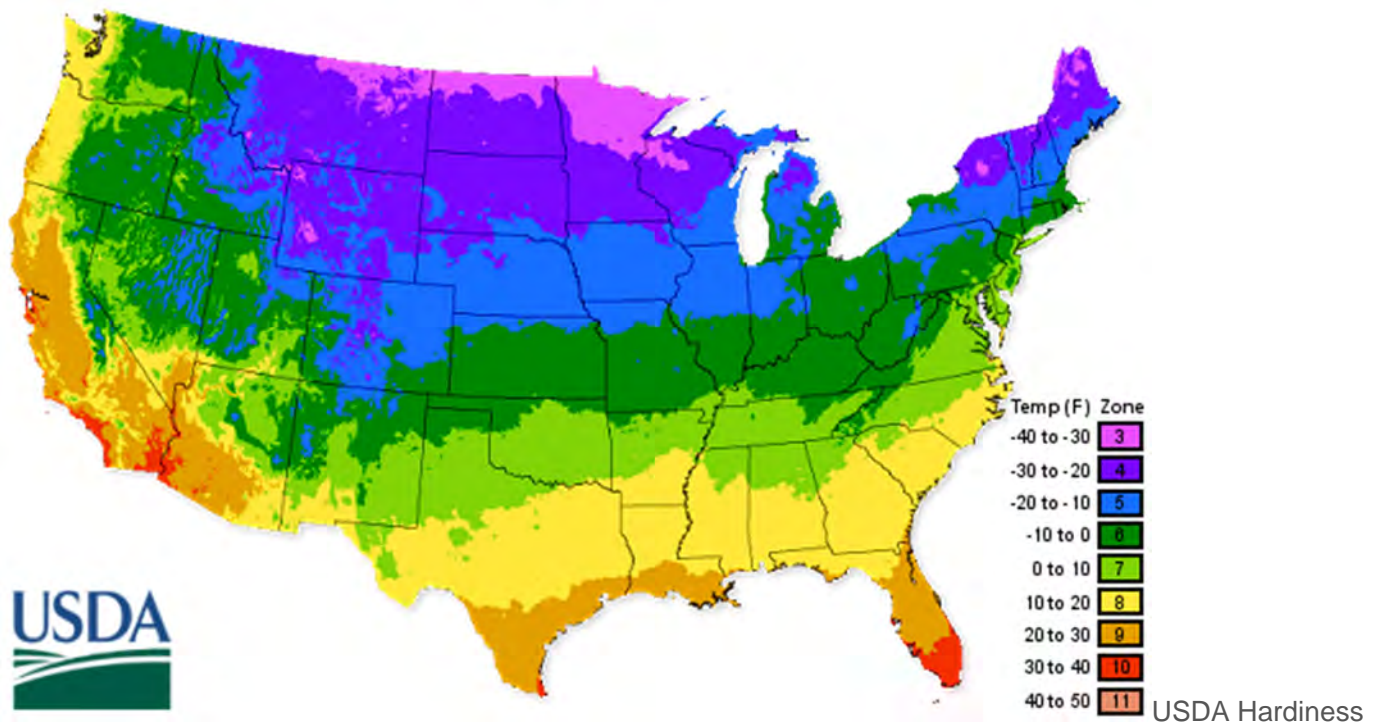 Temp (F) Zone
-40 to -30 3
-30 to -20 4
-20 to -10 5
-10 to 0 6
0 to 10 7
10 to 20 8
20 to 30 9
30 to 40 10
40 to 50 11
USDA
USDA Hardiness